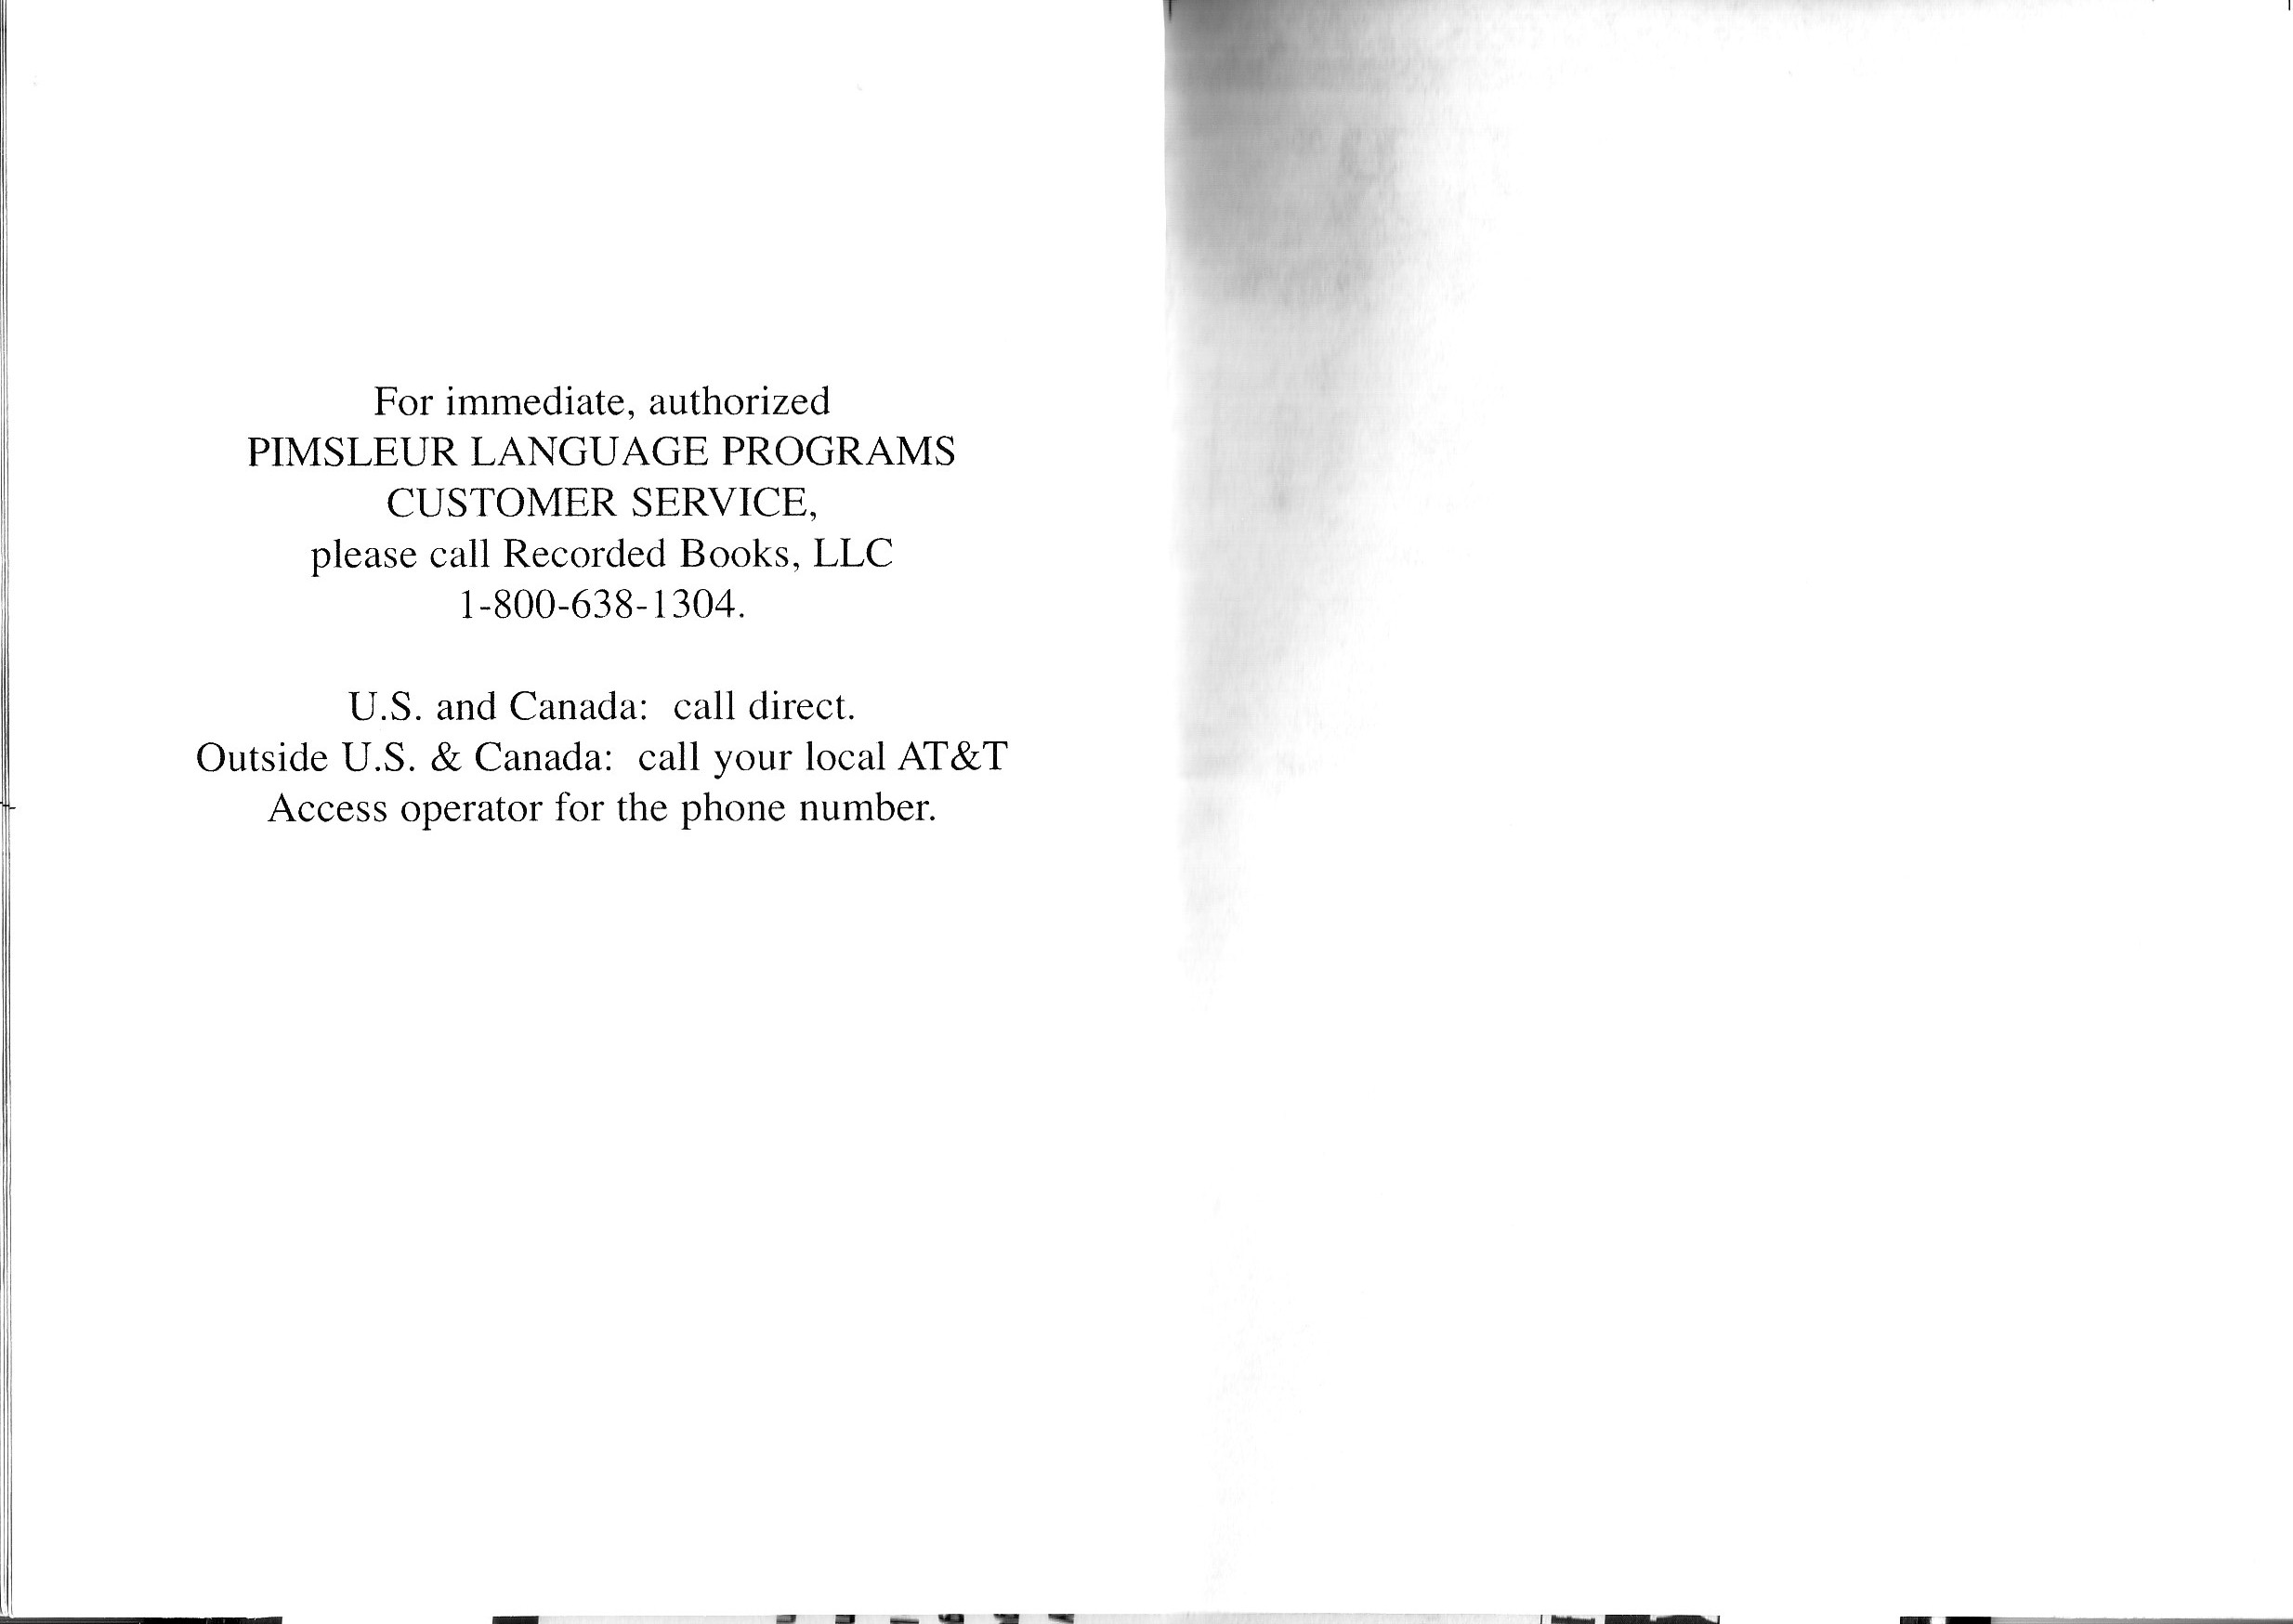 For immediate, authorized
PIMSLEUR LANGUAGE PROGRAMS
CUSTOMER SERVICE,
please call Recorded Books, LLC
1-800-638-1304.
U.S. and Canada: call direct.
Outside U.S. & Canada: call your local AT&T
Access operator for the phone number.